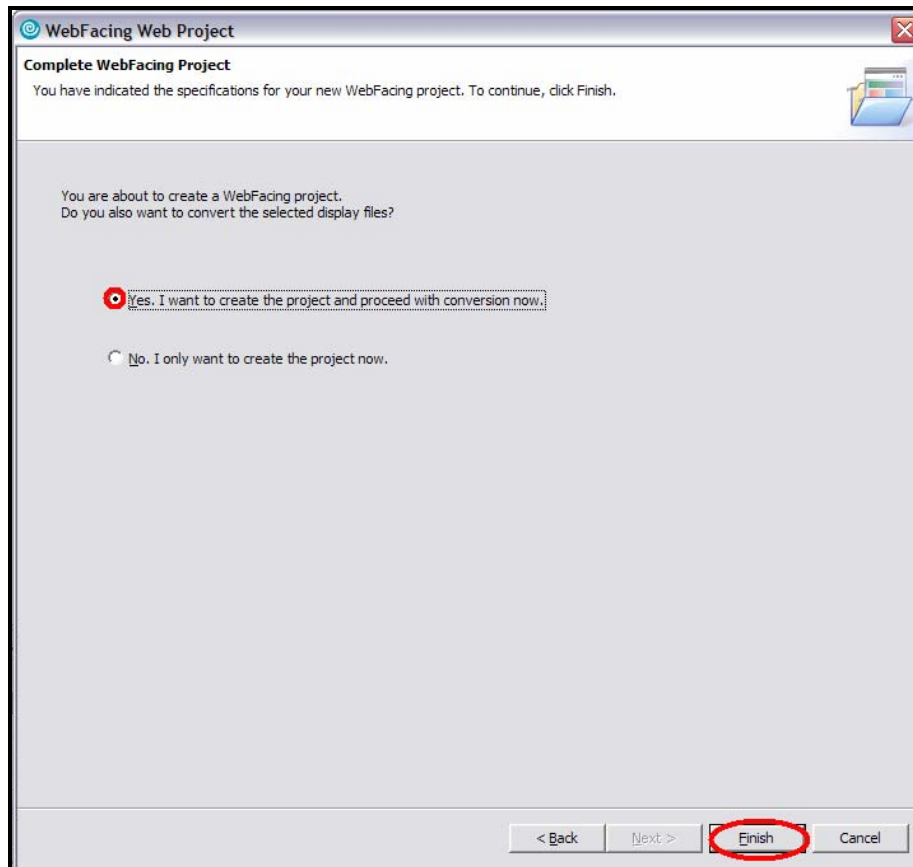 WebFacing Web Project
Complete WebFacing Project
You have indicated the specifications for your new WebFacing project. To continue, click Finish.
You are about to create a WebFacing project.
Do you also want to convert the selected display files?
Yes. I want to create the project and proceed with conversion now.
No. I only want to create the project now.
< Back Next > Finish Cancel